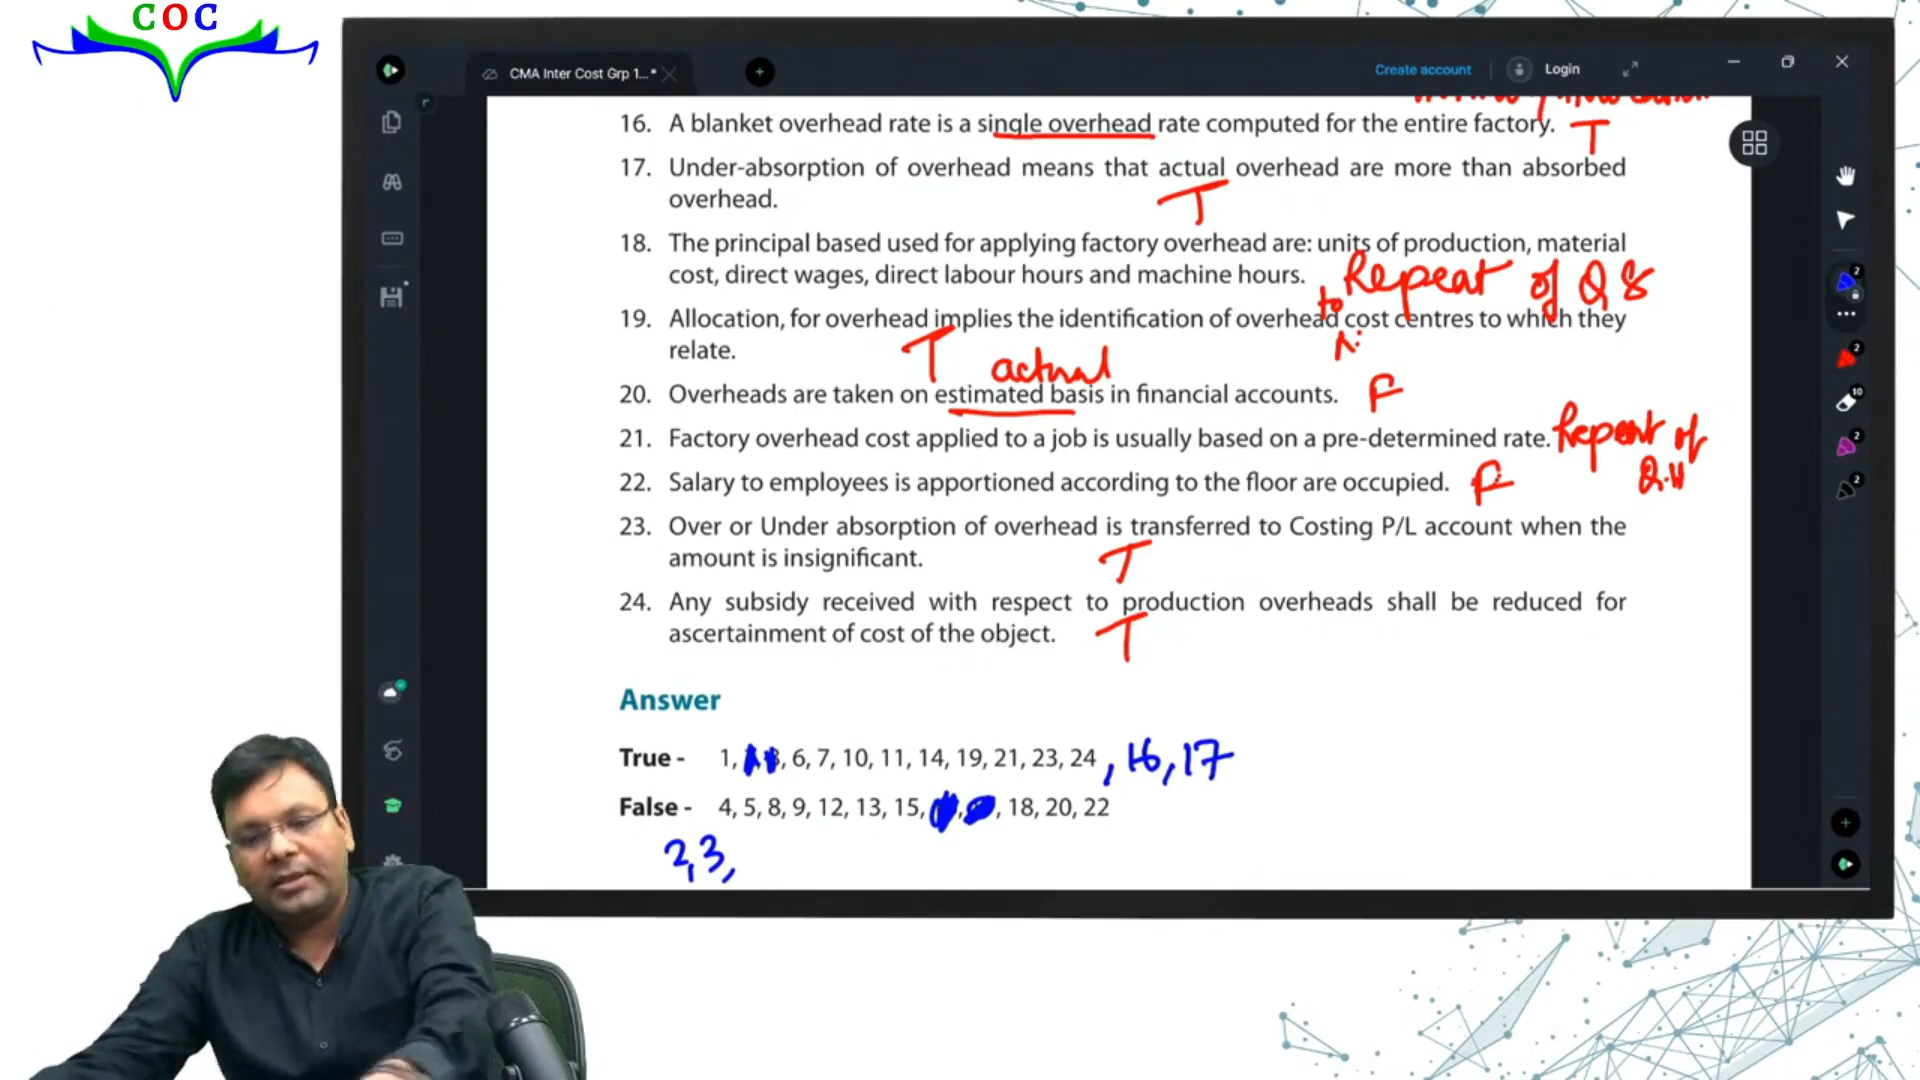 COC
CMA Inter Cost Grp 1...*
Create account
Login
16. A blanket overhead rate is a single overhead rate computed for the entire factory. T
17. Under-absorption of overhead means that actual overhead are more than absorbed
overhead.
T
18. The principal based used for applying factory overhead are: units of production, material
cost, direct wages, direct labour hours and machine hours.
Repeat of Q 8
to
19. Allocation, for overhead implies the identification of overhead cost centres to which they
relate.
T
actual
20. Overheads are taken on estimated basis in financial accounts. F
21. Factory overhead cost applied to a job is usually based on a pre-determined rate. Repeat of
Q.11
22. Salary to employees is apportioned according to the floor are occupied. F
23. Over or Under absorption of overhead is transferred to Costing P/L account when the
amount is insignificant.
T
24. Any subsidy received with respect to production overheads shall be reduced for
ascertainment of cost of the object.
T
Answer
True - 1, , 6, 7, 10, 11, 14, 19, 21, 23, 24 , 16, 17
False - 4, 5, 8, 9, 12, 13, 15, , , 18, 20, 22
2, 3,